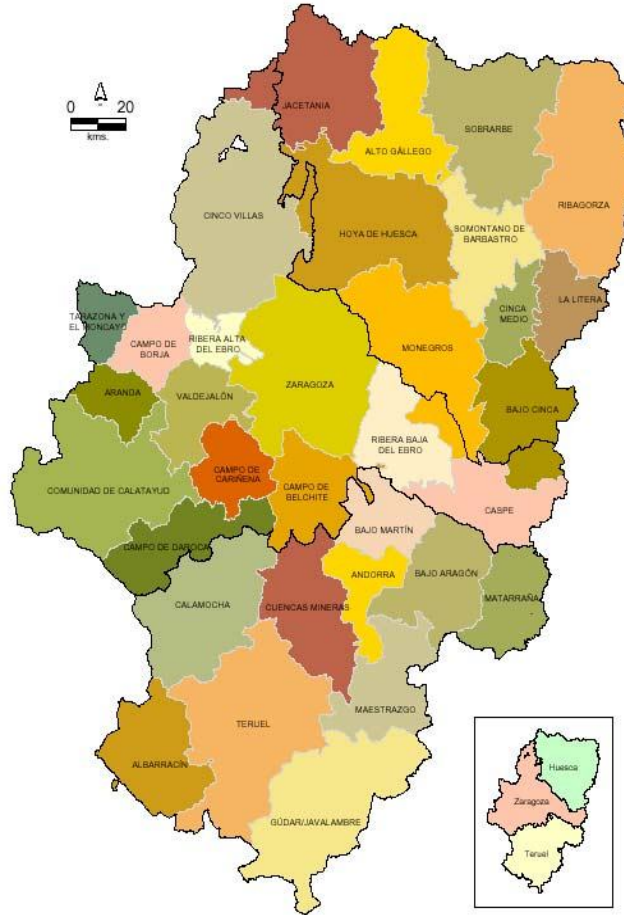 0 20
kms.
JACETANIA
ALTO GÁLLEGO
SOBRARBE
RIBAGORZA
CINCO VILLAS
HOYA DE HUESCA
SOMONTANO DE
BARBASTRO
TARAZONA Y
EL MONCAYO
CAMPO DE
BORJA
RIBERA ALTA
DEL EBRO
ZARAGOZA
MONEGROS
CINCA
MEDIO
LA LITERA
ARANDA
VALDEJALÓN
BAJO CINCA
RIBERA BAJA
DEL EBRO
COMUNIDAD DE CALATAYUD
CAMPO DE
CARIÑENA
CAMPO DE
BELCHITE
CASPE
CAMPO DE DAROCA
BAJO MARTÍN
ANDORRA
BAJO ARAGÓN
MATARRAÑA
CALAMOCHA
CUENCAS MINERAS
TERUEL
MAESTRAZGO
ALBARRACÍN
GÚDAR/JAVALAMBRE
Huesca
Zaragoza
Teruel